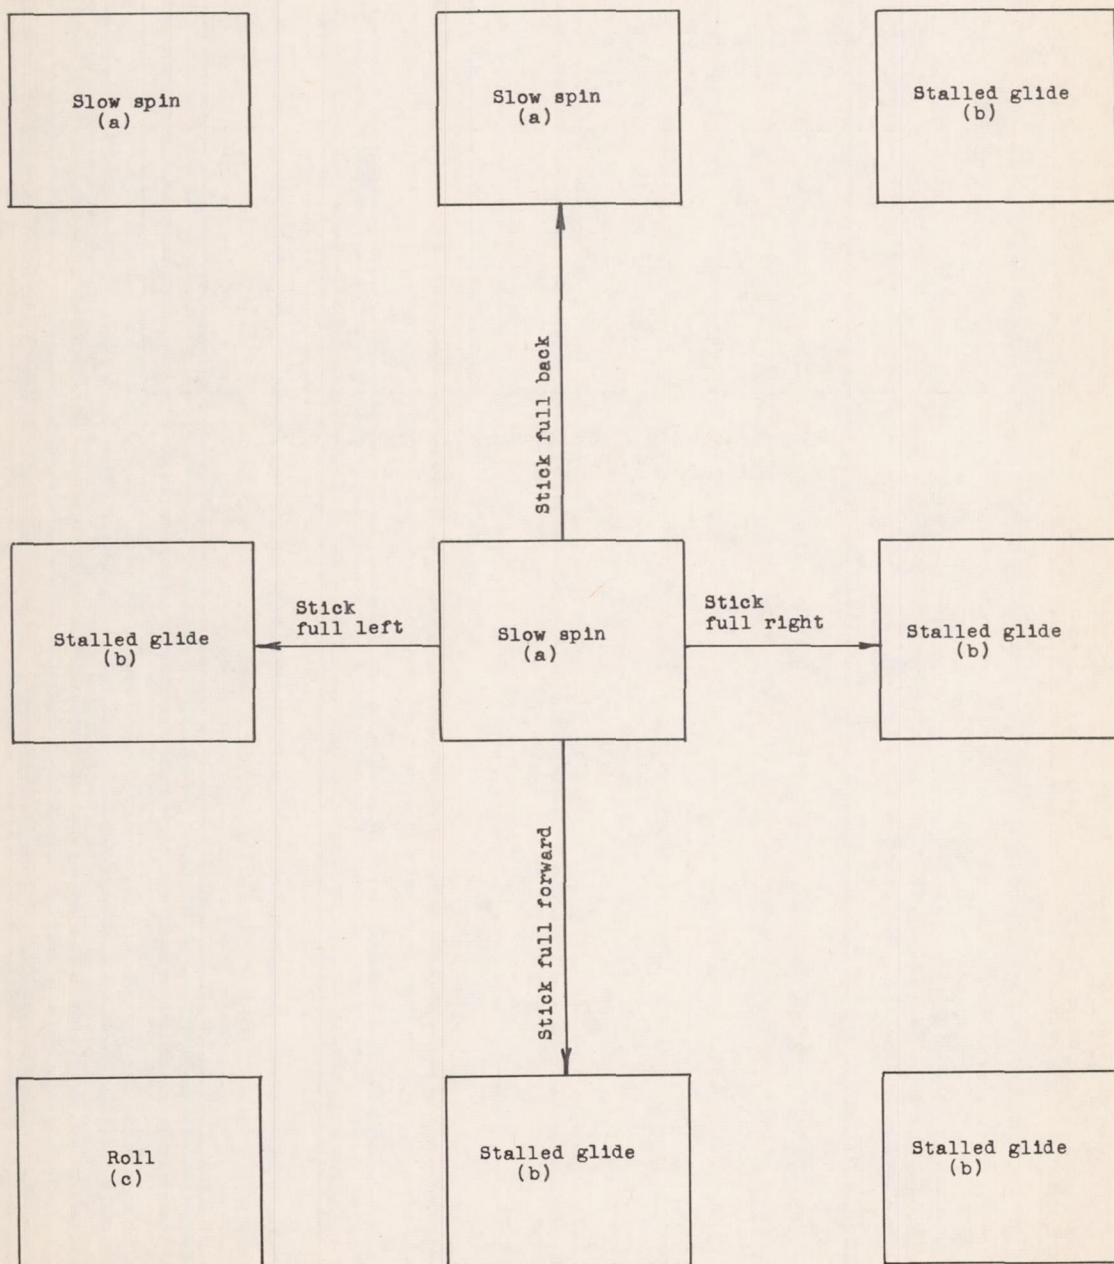 Slow spin
(a)
Slow spin
(a)
Stalled glide
(b)
Stick full back
Stalled glide
(b)
Stick
full left
Slow spin
(a)
Stick
full right
Stalled glide
(b)
Stick full forward
Roll
(c)
Stalled glide
(b)
Stalled glide
(b)